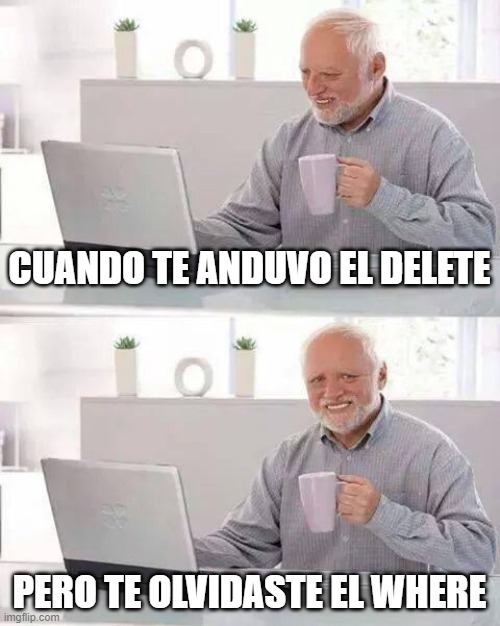 CUANDO TE ANDUVO EL DELETE
PERO TE OLVIDASTE EL WHERE
imgflip.com